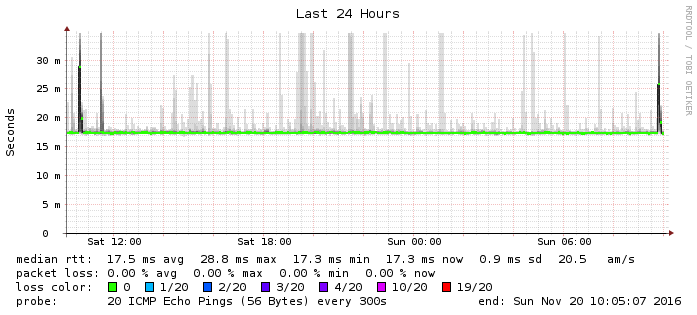 Last 24 Hours
RRDTOOL / TOBI OETIKER
Seconds
30 m
25 m
20 m
15 m
10 m
5 m
0
Sat 12:00 Sat 18:00 Sun 00:00 Sun 06:00
median rtt: 17.5 ms avg 28.8 ms max 17.3 ms min 17.3 ms now 0.9 ms sd 20.5 am/s
packet loss: 0.00 % avg 0.00 % max 0.00 % min 0.00 % now
loss color: 0 1/20 2/20 3/20 4/20 10/20 19/20
probe: 20 ICMP Echo Pings (56 Bytes) every 300s end: Sun Nov 20 10:05:07 2016